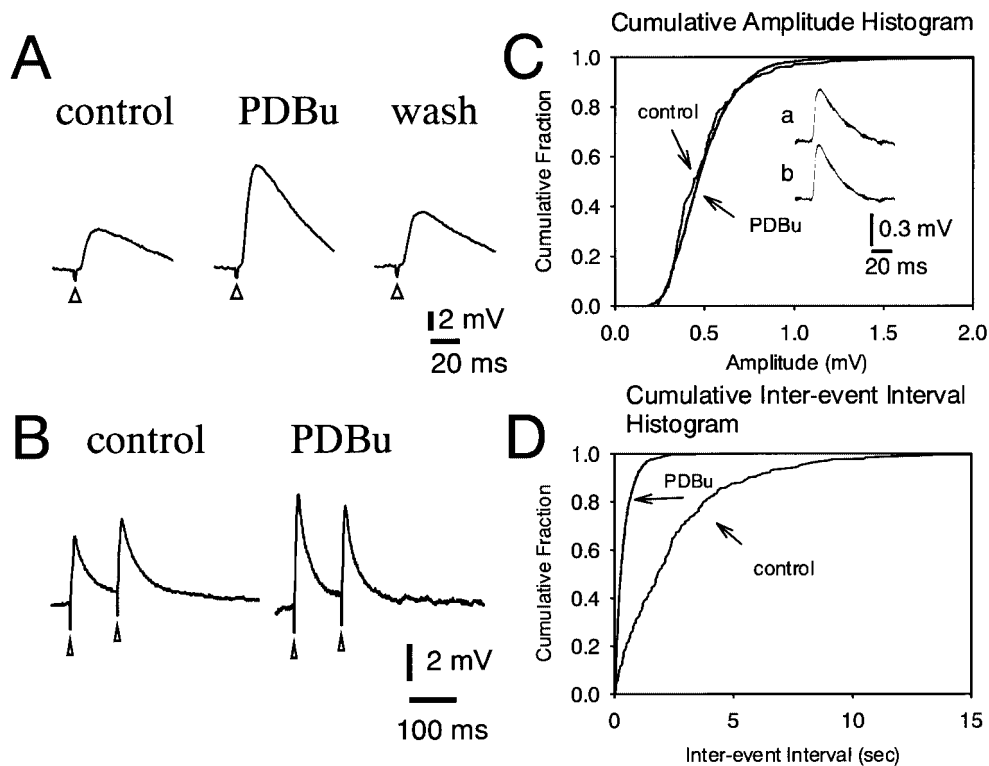 A
control
PDBu
wash
2 mV
20 ms
B
control
PDBu
2 mV
100 ms
Cumulative Amplitude Histogram
C
Cumulative Fraction
1.0
0.8
0.6
0.4
0.2
0.0
control
PDBu
a
b
0.3 mV
20 ms
0.0
0.5
1.0
1.5
2.0
Amplitude (mV)
Cumulative Inter-event Interval
Histogram
D
Cumulative Fraction
1.0
0.8
0.6
0.4
0.2
0.0
PDBu
control
0
5
10
15
Inter-event Interval (sec)